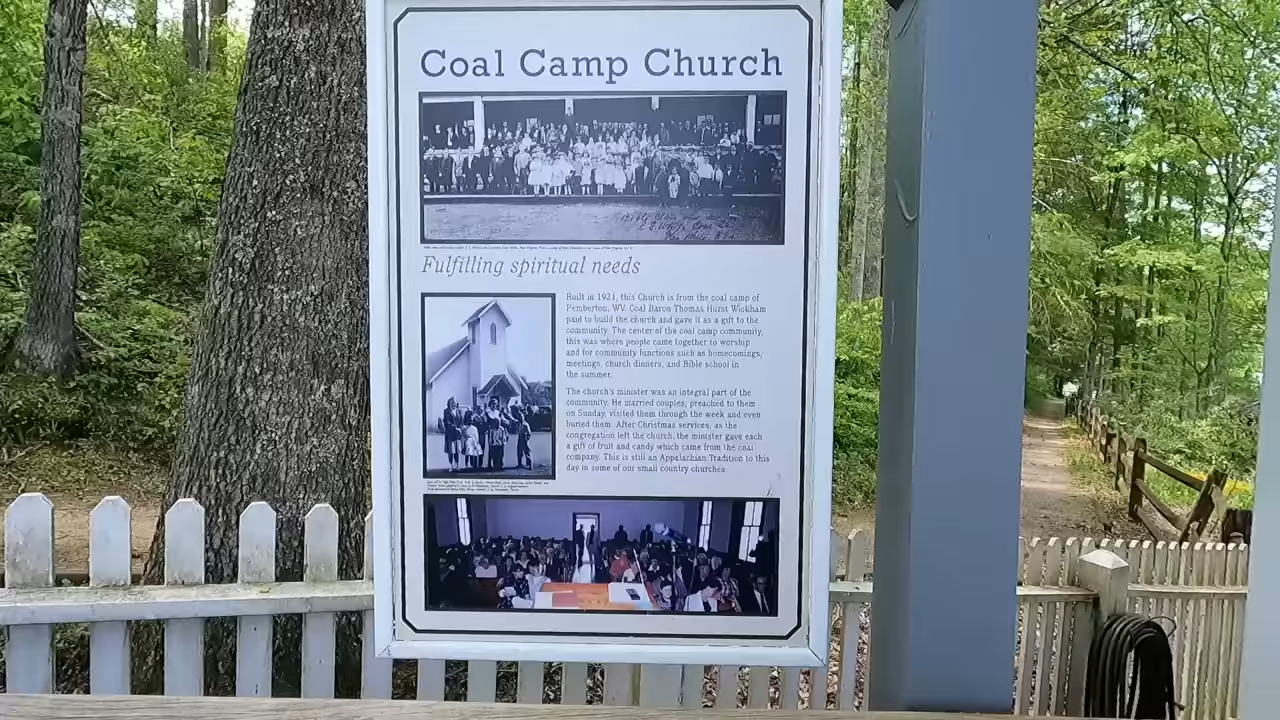 Coal Camp Church
Fulfilling spiritual needs
Built in 1921, this Church is from the coal camp of
Pemberton, WV. Coal Baron Thomas Hurst Wickham
paid to build the church and gave it as a gift to the
community. The center of the coal camp community,
this was where people came together to worship
and for community functions such as homecomings,
meetings, church dinners, and Bible school in
the summer.
The church's minister was an integral part of the
community. He married couples, preached to them
on Sunday, visited them through the week and even
buried them. After Christmas services, as the
congregation left the church, the minister gave each
a gift of fruit and candy which came from the coal
company. This is still an Appalachian Tradition to this
day in some of our small country churches.